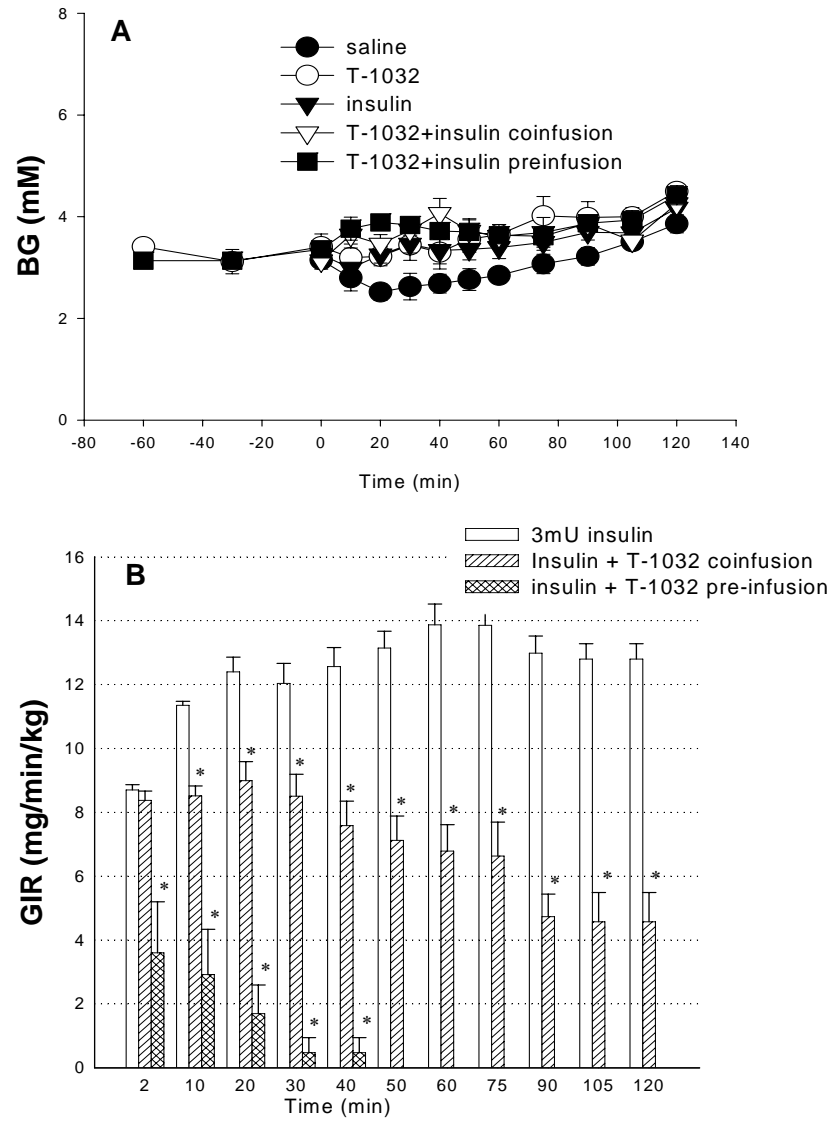 A
saline
T-1032
insulin
T-1032+insulin coinfusion
T-1032+insulin preinfusion
BG (mM)
8
6
4
2
0
-80 -60 -40 -20 0 20 40 60 80 100 120 140
Time (min)
3mU insulin
Insulin + T-1032 coinfusion
insulin + T-1032 pre-infusion
B
GIR (mg/min/kg)
16
14
12
10
8
6
4
2
0
* * * * * * * * * *
* * * * *
2 10 20 30 40 50 60 75 90 105 120
Time (min)